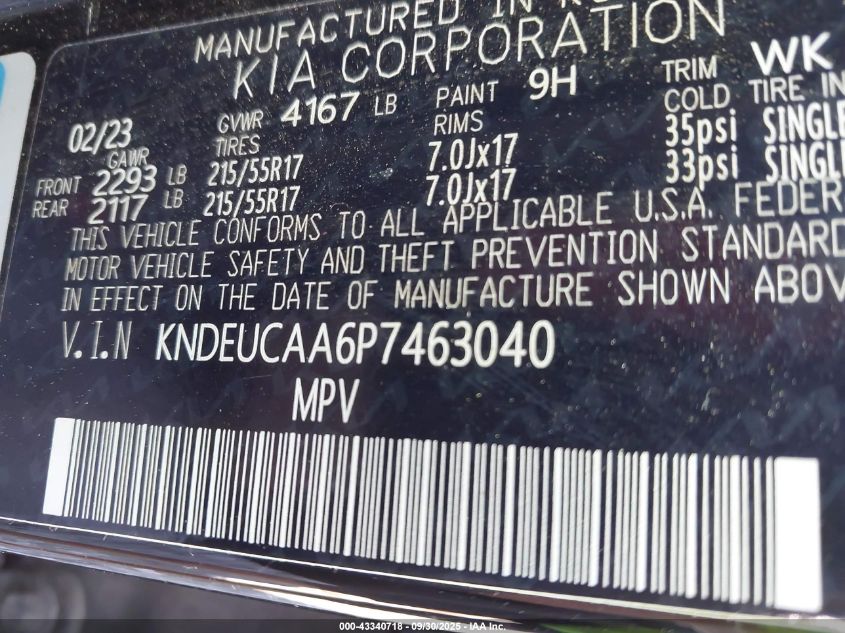 MANUFACTURED IN
KIA CORPORATION
02/23 GVWR 4167 LB PAINT 9H TRIM WK
GAWR TIRES RIMS COLD TIRE
FRONT 2293 LB 215/55R17 7.0Jx17 35psi SINGLE
REAR 2117 LB 215/55R17 7.0Jx17 33psi SINGLE
THIS VEHICLE CONFORMS TO ALL APPLICABLE U.S.A. FEDER
MOTOR VEHICLE SAFETY AND THEFT PREVENTION STANDARD
IN EFFECT ON THE DATE OF MANUFACTURE SHOWN ABOV
V.I.N KNDEUCAA6P7463040
MPV
000-43340718 - 09/30/2025 - IAA Inc.